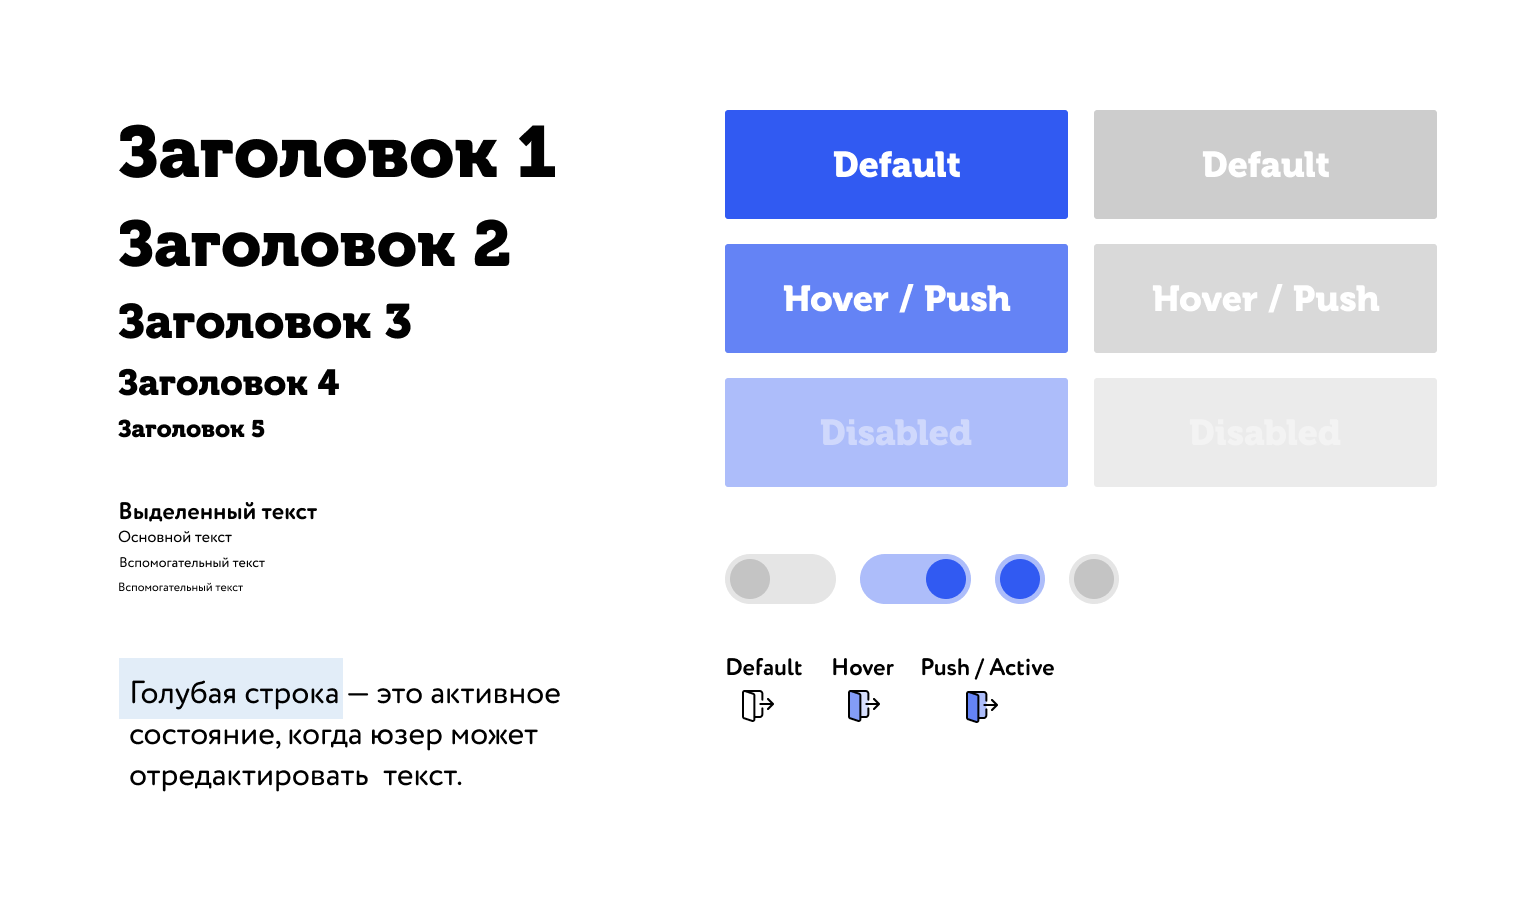 Заголовок 1
Заголовок 2
Заголовок 3
Заголовок 4
Заголовок 5
Выделенный текст
Основной текст
Вспомогательный текст
Вспомогательный текст
Голубая строка — это активное
состояние, когда юзер может
отредактировать текст.
Default
Default
Hover / Push
Hover / Push
Disabled
Disabled
Default
Hover
Push / Active